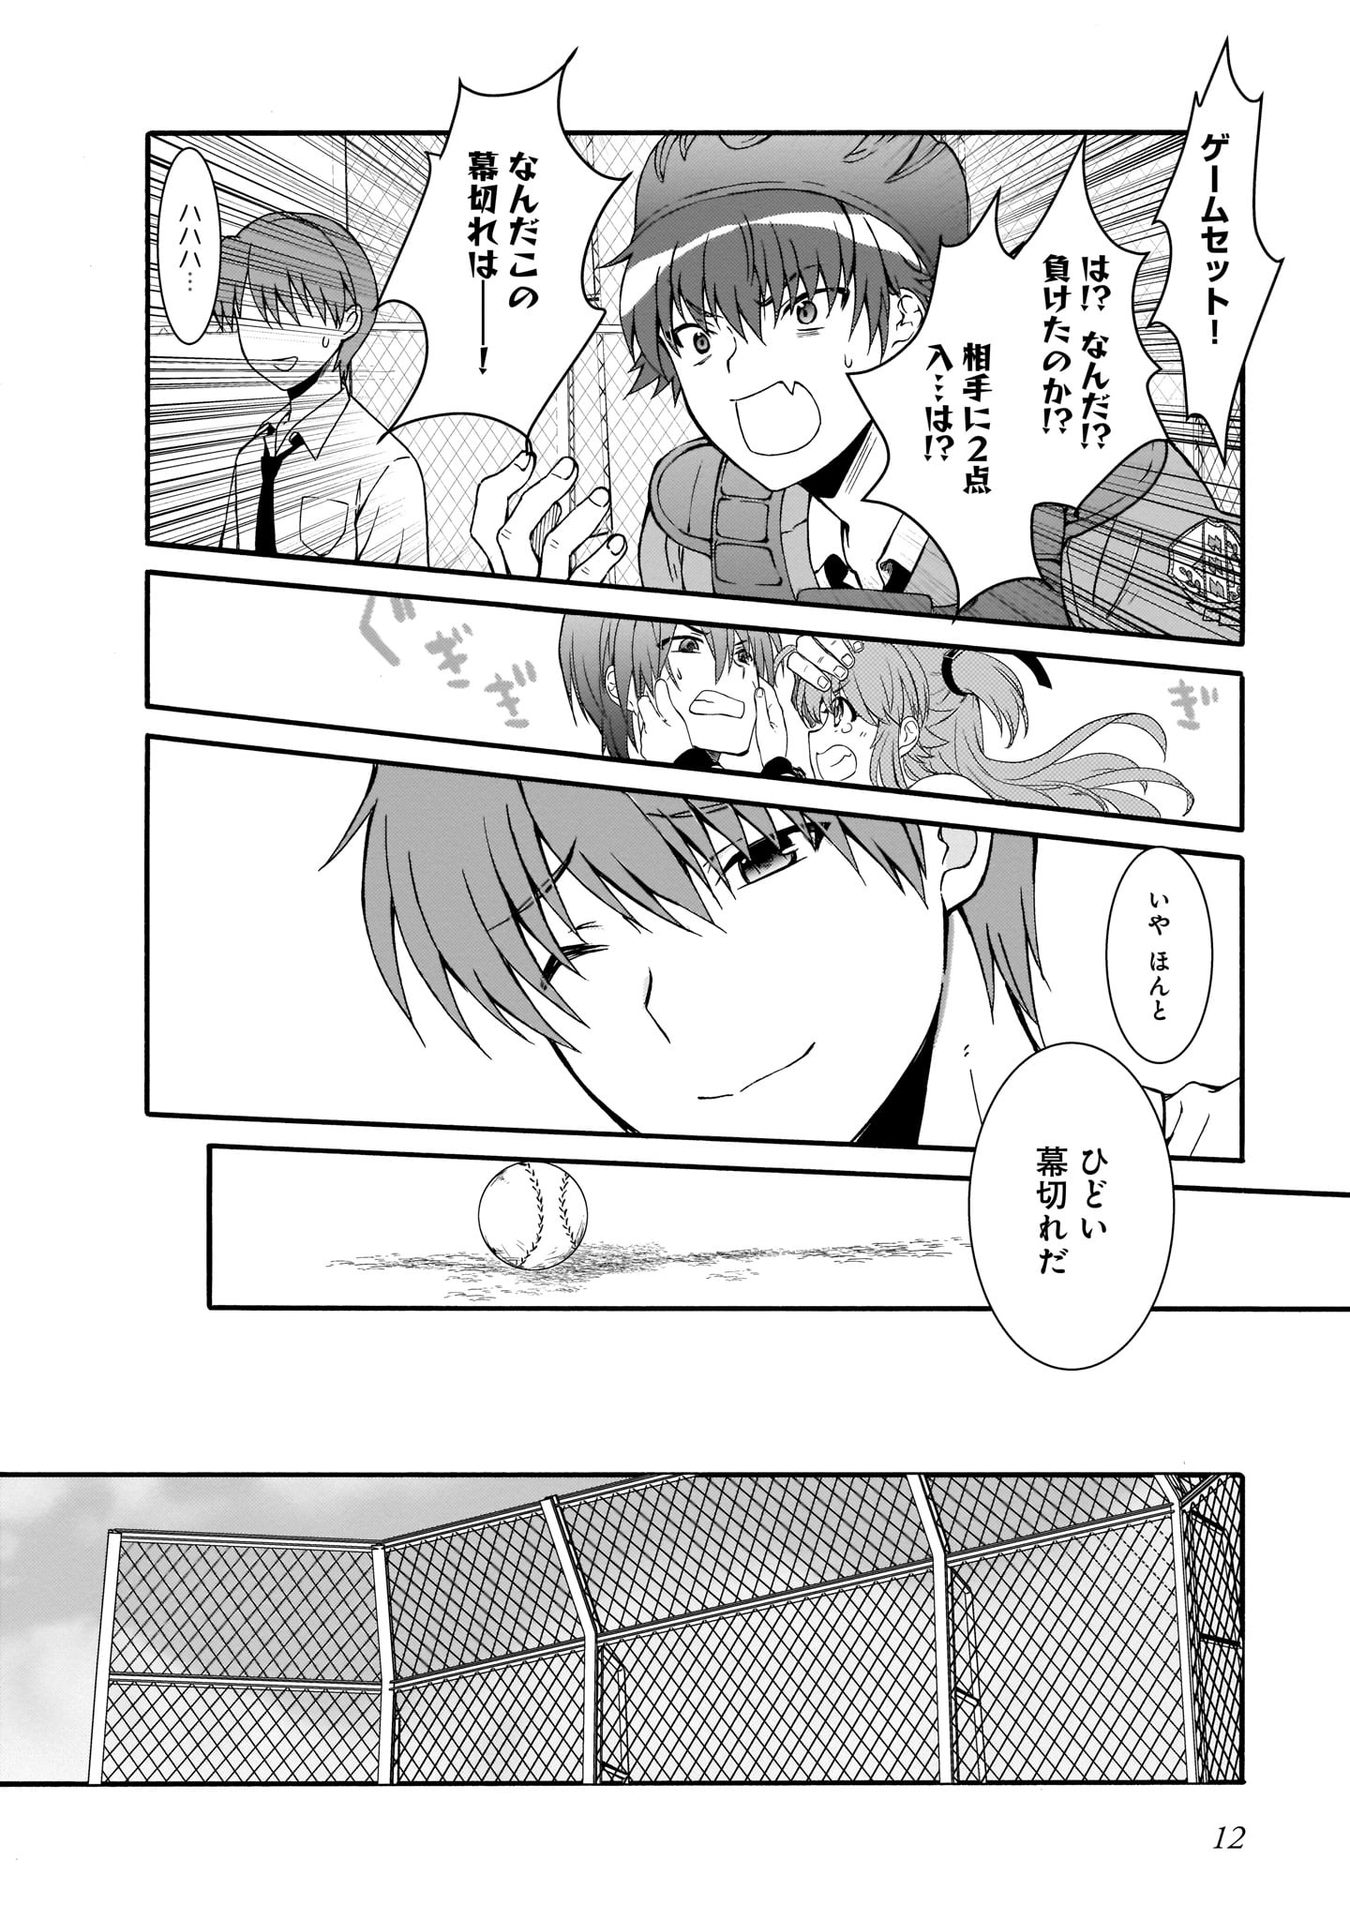 ゲームセット！
は!?なんだ!?
負けたのか!?
相手に2点
入…は!?
なんだこの
幕切れは――！
ハハハ…
ぎ
ぐぎぎ
いや ほんと
ひどい
幕切れだ
12